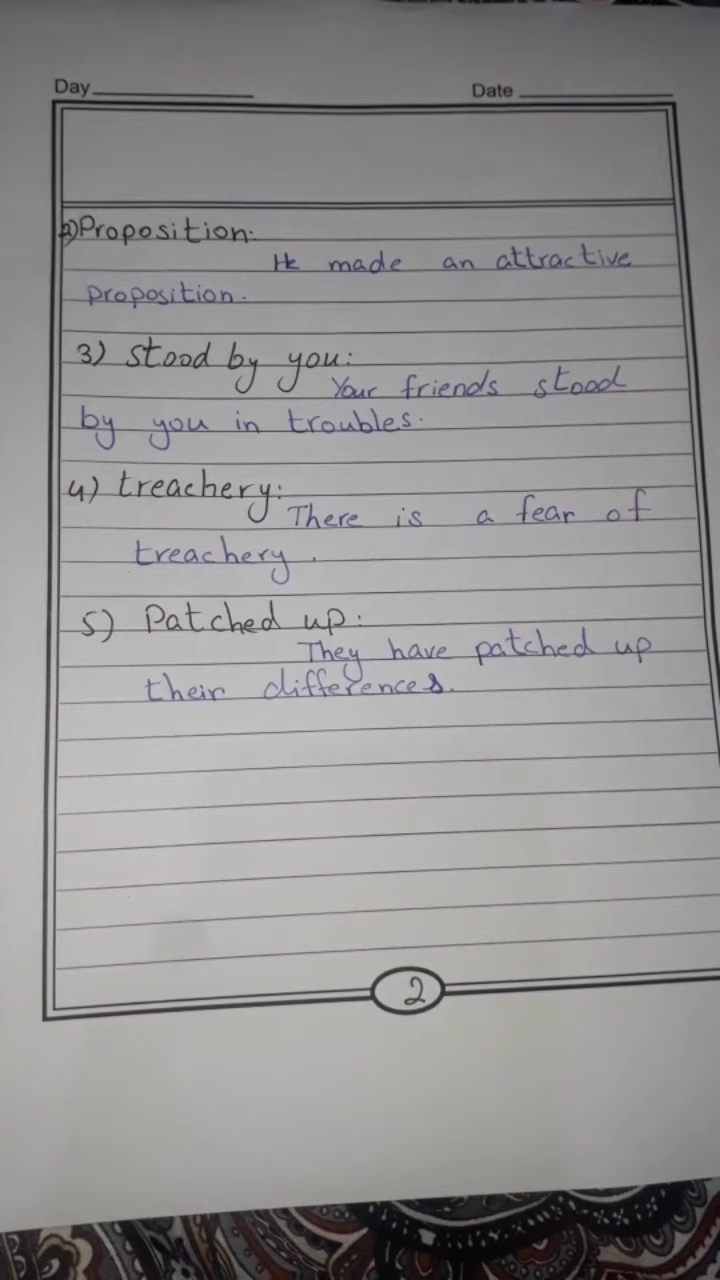 Day
Date
2) Proposition:
He made an attractive
proposition.
3) Stood by you:
Your friends stood
by you in troubles.
4) treachery:
There is a fear of
treachery.
5) Patched up:
They have patched up
their differences.
2